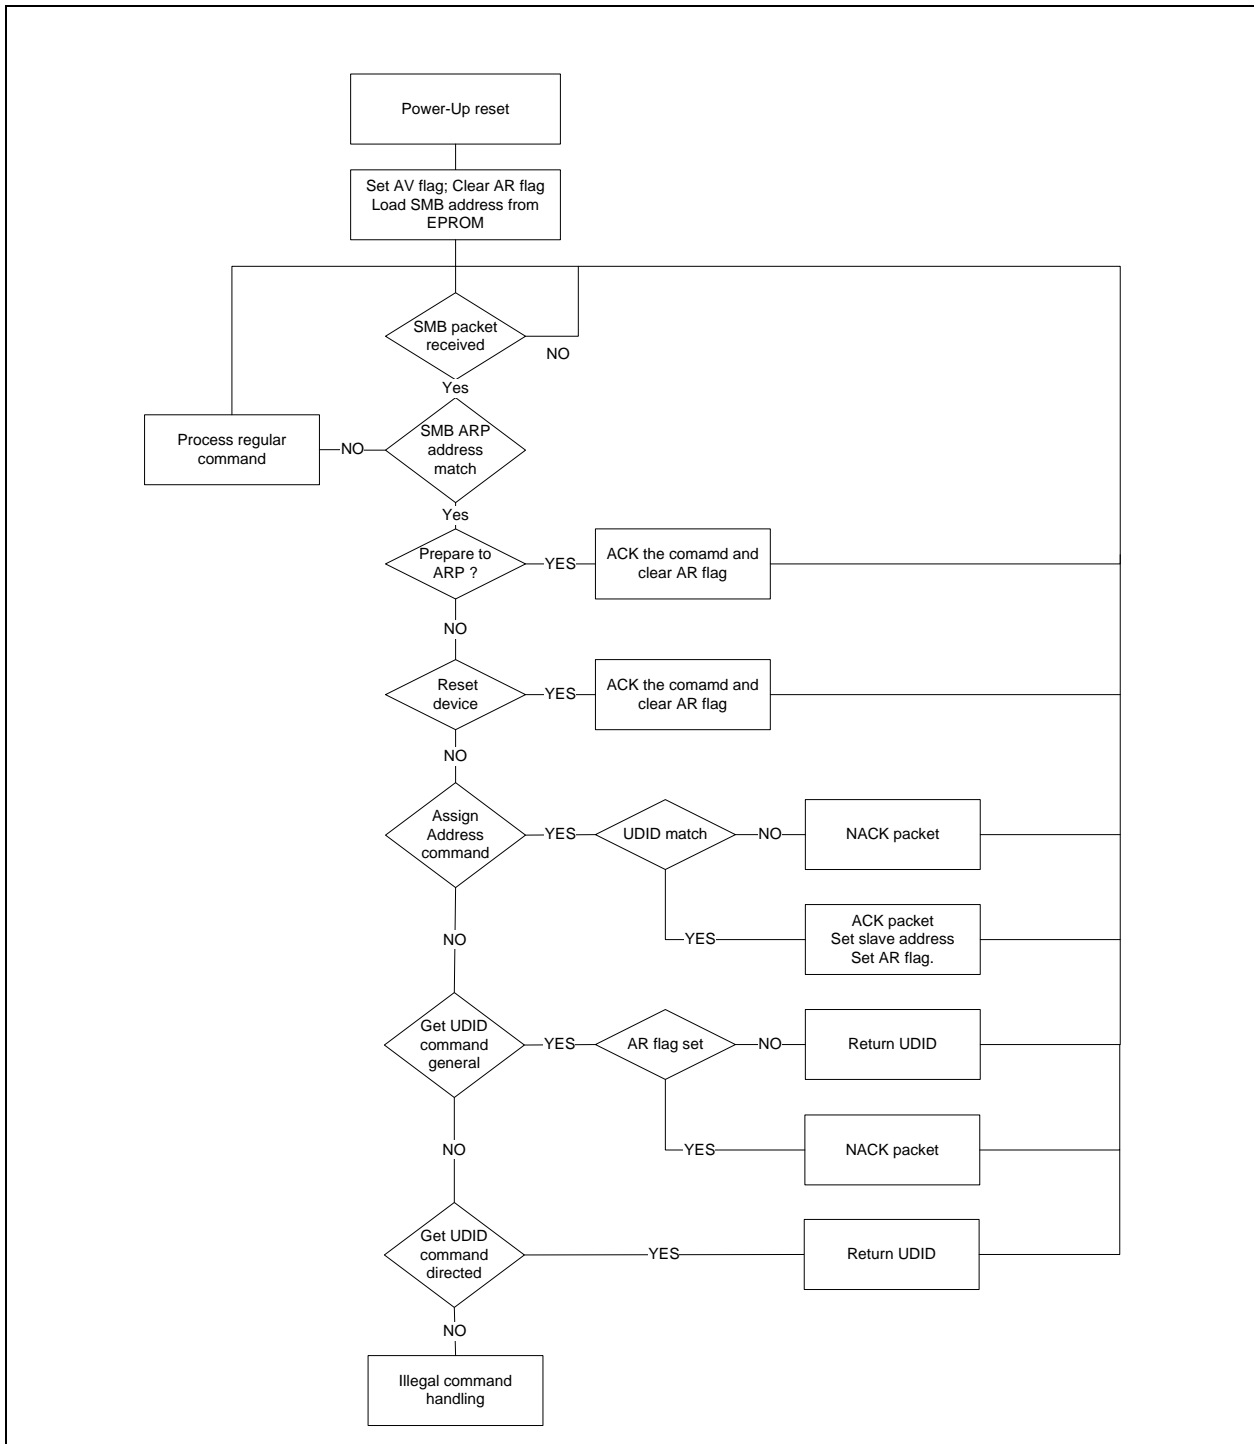 Power-Up reset
Set AV flag; Clear AR flag
Load SMB address from
EPROM
SMB packet
received
NO
Yes
Process regular
command
NO
SMB ARP
address
match
Yes
Prepare to
ARP ?
YES
ACK the comamd and
clear AR flag
NO
Reset
device
YES
ACK the comamd and
clear AR flag
NO
Assign
Address
command
YES
UDID match
NO
NACK packet
YES
ACK packet
Set slave address
Set AR flag.
NO
Get UDID
command
general
YES
AR flag set
NO
Return UDID
YES
NACK packet
NO
Get UDID
command
directed
YES
Return UDID
NO
Illegal command
handling